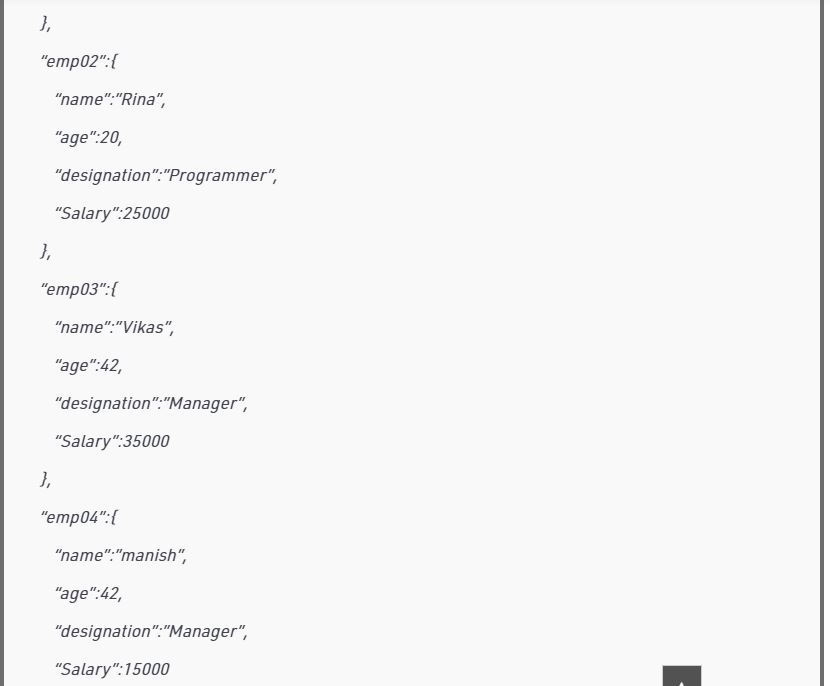 },
“emp02”:{
“name”:”Rina”,
“age”:20,
“designation”:”Programmer”,
“Salary”:25000
},
“emp03”:{
“name”:”Vikas”,
“age”:42,
“designation”:”Manager”,
“Salary”:35000
},
“emp04”:{
“name”:”manish”,
“age”:42,
“designation”:”Manager”,
“Salary”:15000